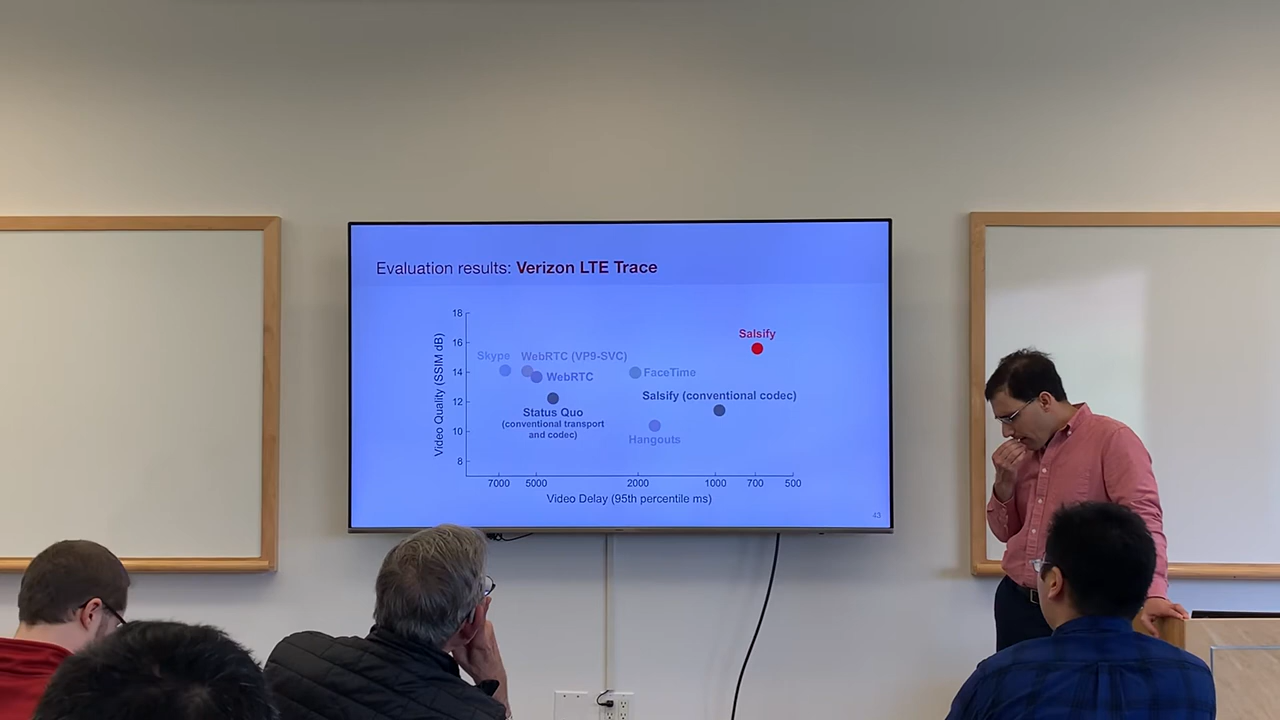 Evaluation results: Verizon LTE Trace
Video Quality (SSIM dB)
18
16
14
12
10
8
Salsify
Skype
WebRTC (VP9-SVC)
WebRTC
FaceTime
Salsify (conventional codec)
Status Quo
(conventional transport
and codec)
Hangouts
7000 5000 2000 1000 700 500
Video Delay (95th percentile ms)
43